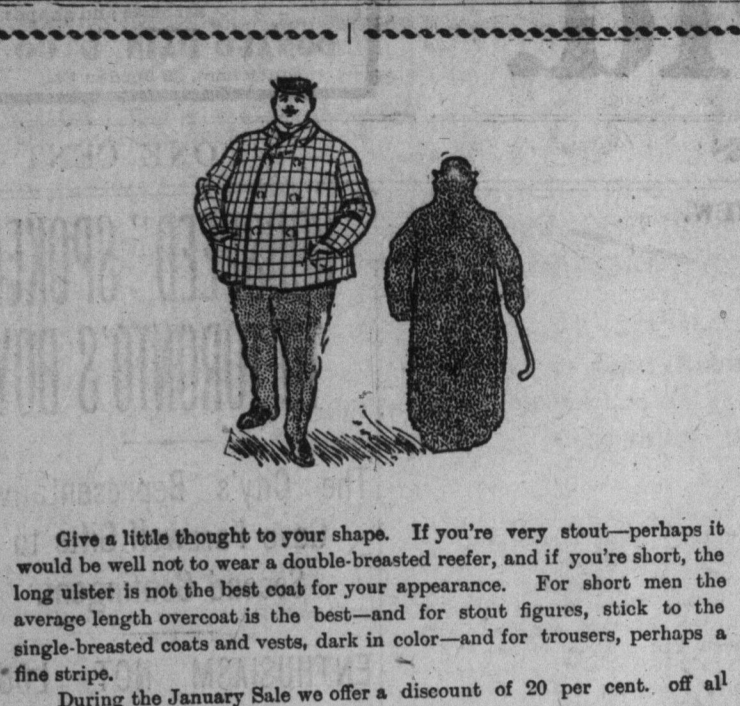 Give a little thought to your shape. If you're very stout—perhaps it
would be well not to wear a double-breasted reefer, and if you're short, the
long ulster is not the best coat for your appearance. For short men the
average length overcoat is the best—and for stout figures, stick to the
single-breasted coats and vests, dark in color—and for trousers, perhaps a
fine stripe.
During the January Sale we offer a discount of 20 per cent. off all